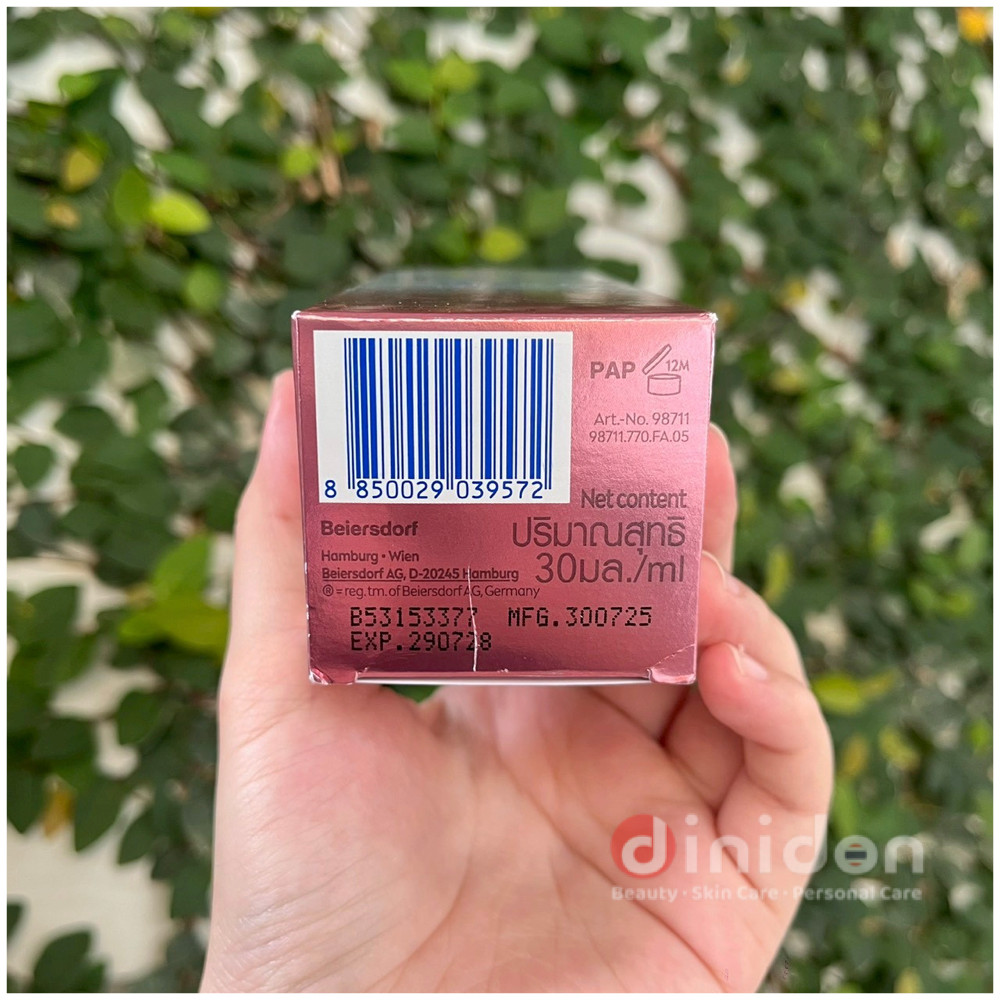 PAP 12M
Art.-No. 98711
98711.770.FA.05
8 850029 039572
Net content
ปริมาณสุทธิ
30มล./ml
Beiersdorf
Hamburg • Wien
Beiersdorf AG, D-20245 Hamburg
® = reg. tm. of Beiersdorf AG, Germany
B53153377 MFG.300725
EXP.290728
diniden
Beauty • Skin Care • Personal Care